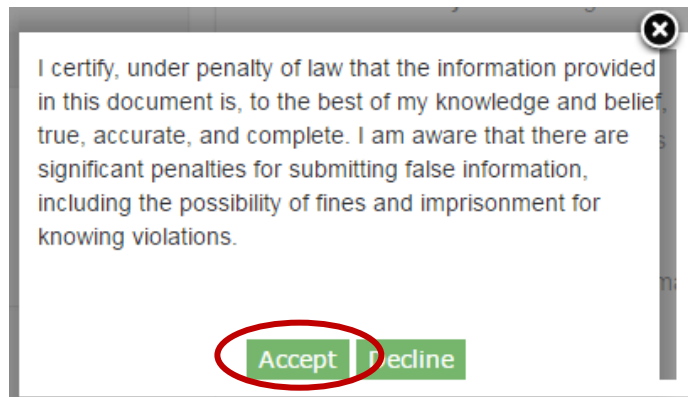 I certify, under penalty of law that the information provided
in this document is, to the best of my knowledge and belief,
true, accurate, and complete. I am aware that there are
significant penalties for submitting false information,
including the possibility of fines and imprisonment for
knowing violations.
Accept Decline